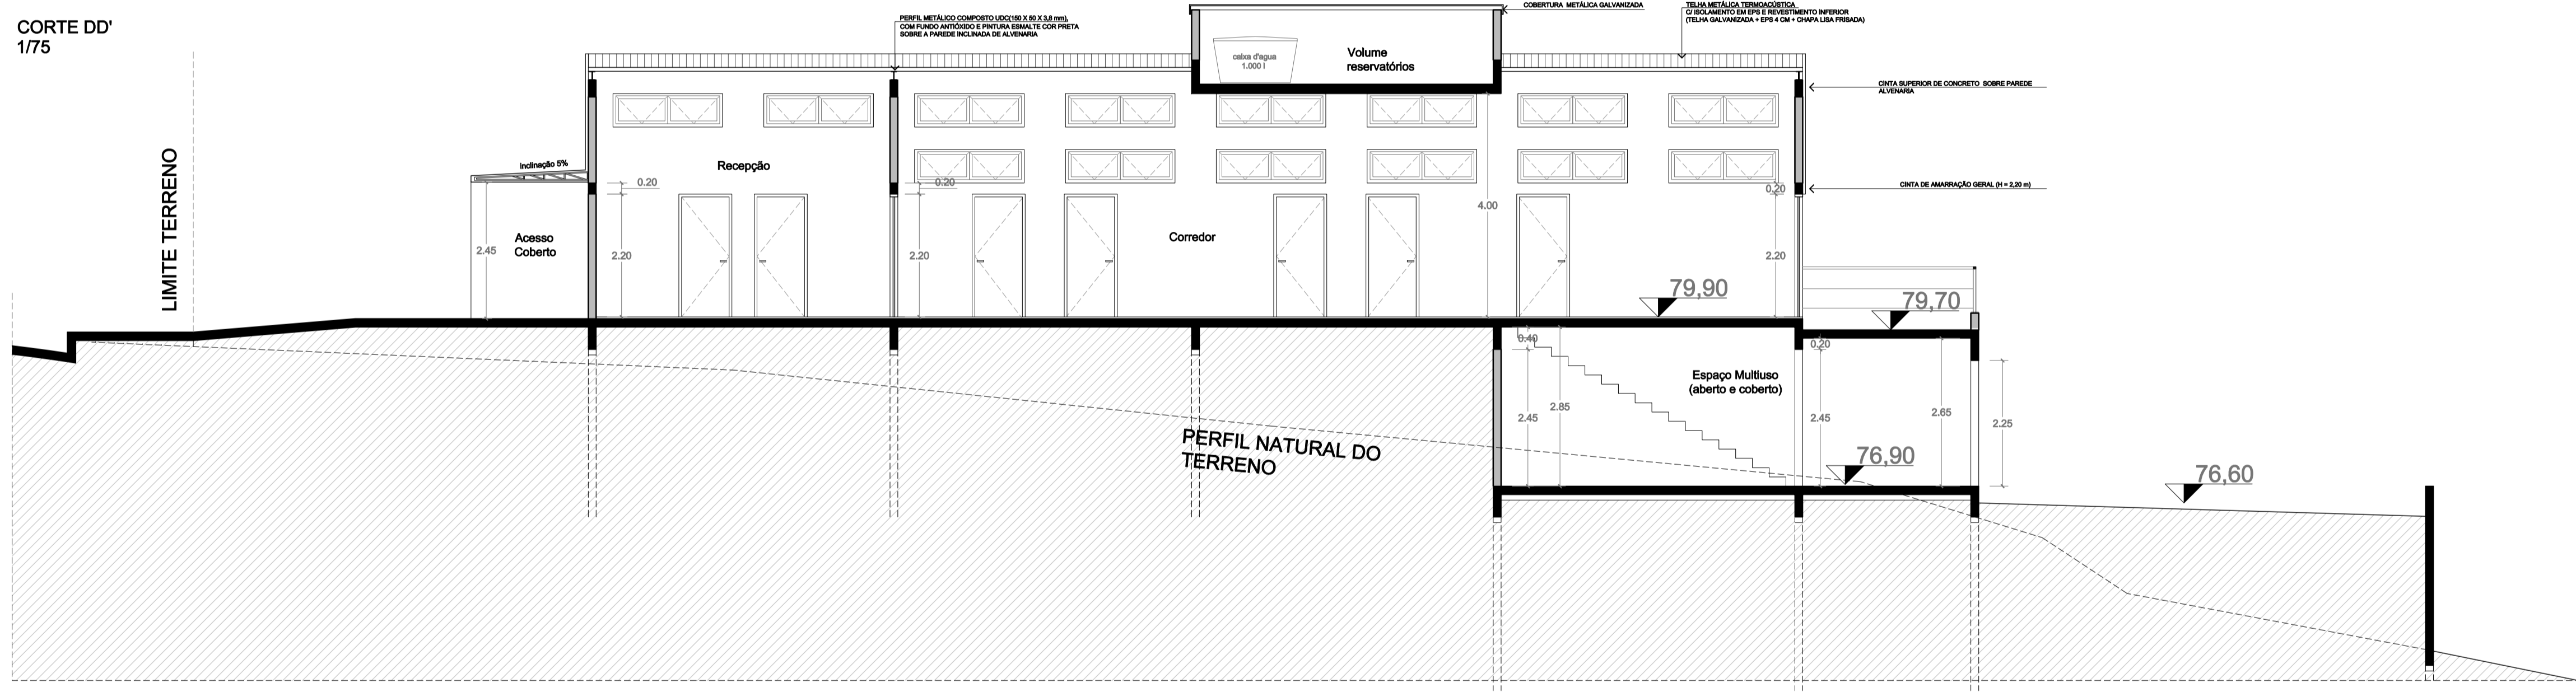 CORTE DD'
1/75
PERFIL METÁLICO COMPOSTO UDC(150 X 50 X 3,8 mm),
COM FUNDO ANTIÓXIDO E PINTURA ESMALTE COR PRETA
SOBRE A PAREDE INCLINADA DE ALVENARIA
COBERTURA METÁLICA GALVANIZADA
TELHA METÁLICA TERMOACÚSTICA
C/ ISOLAMENTO EM EPS E REVESTIMENTO INFERIOR
(TELHA GALVANIZADA + EPS 4 CM + CHAPA LISA FRISADA)
caixa d'agua
1.000 l
Volume
reservatórios
CINTA SUPERIOR DE CONCRETO SOBRE PAREDE
ALVENARIA
LIMITE TERRENO
inclinação 5%
Recepção
0.20
0.20
0.20
CINTA DE AMARRAÇÃO GERAL (H = 2,20 m)
4.00
2.45
Acesso
Coberto
2.20
2.20
Corredor
2.20
79,90
79,70
0.40
0.20
Espaço Multiuso
(aberto e coberto)
2.45
2.85
2.45
2.65
2.25
PERFIL NATURAL DO
TERRENO
76,90
76,60